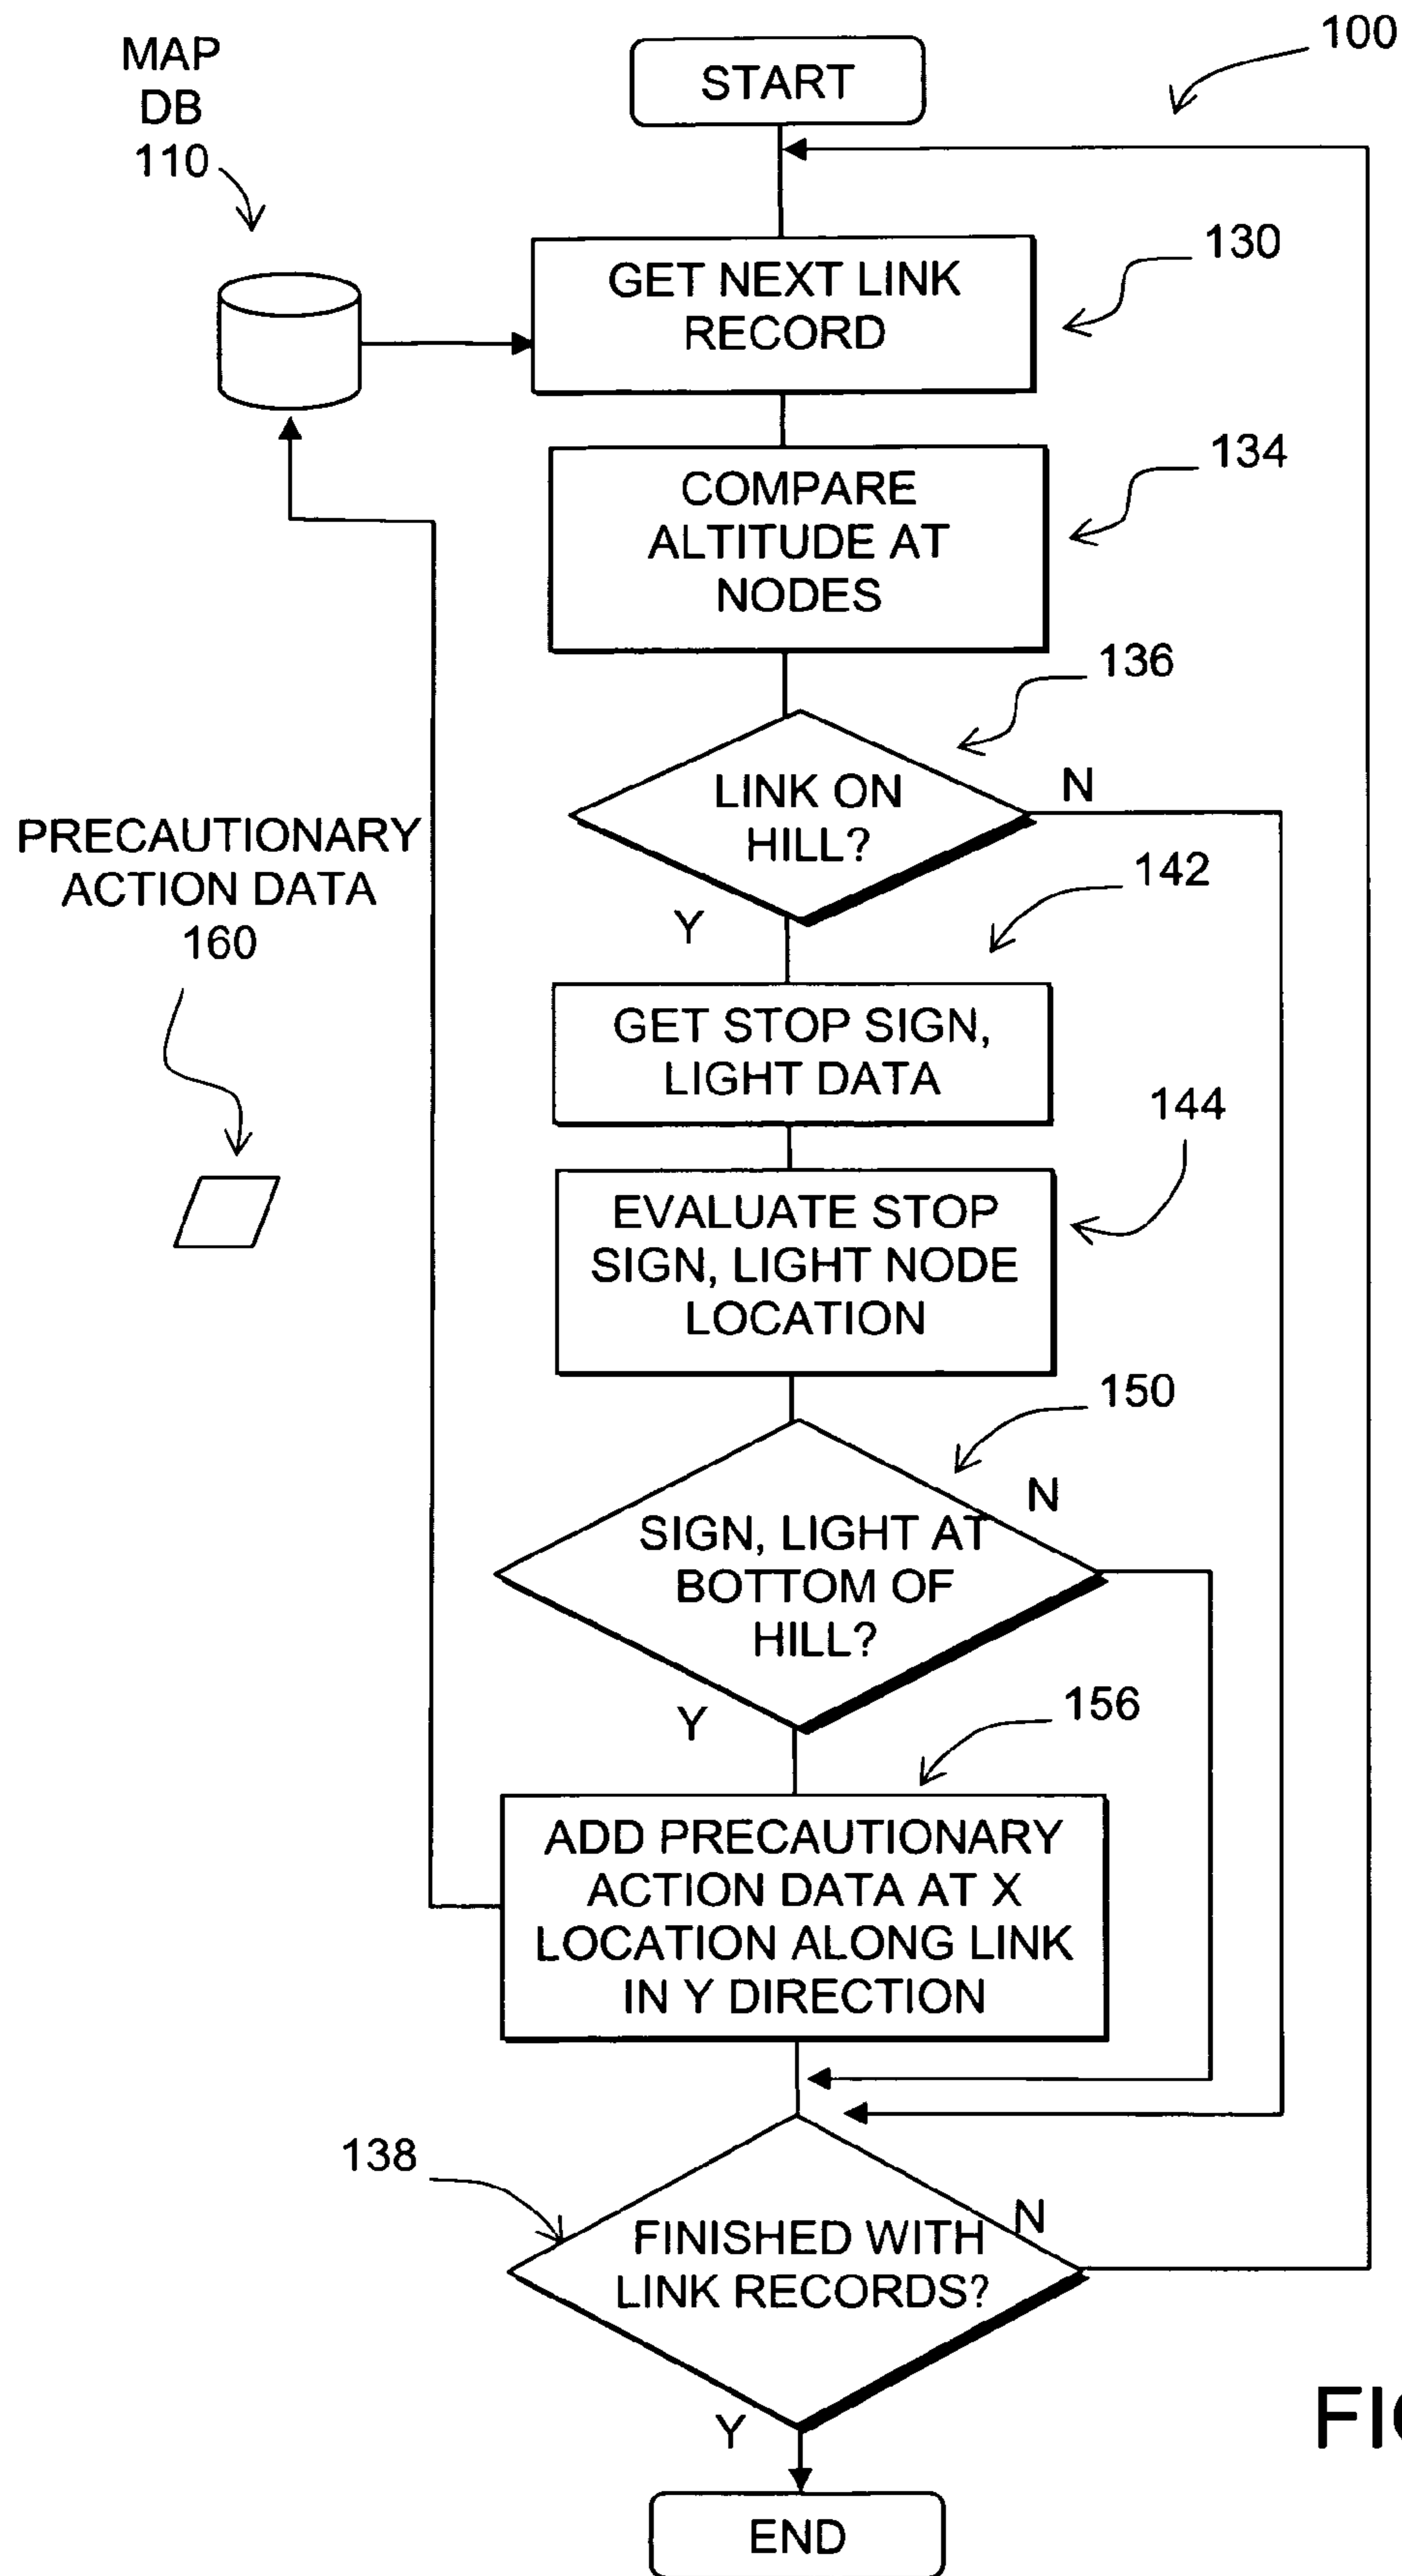 100
MAP
DB
110
START
GET NEXT LINK
RECORD
130
COMPARE
ALTITUDE AT
NODES
134
136
LINK ON
HILL?
N
Y
PRECAUTIONARY
ACTION DATA
160
142
GET STOP SIGN,
LIGHT DATA
144
EVALUATE STOP
SIGN, LIGHT NODE
LOCATION
150
N
SIGN, LIGHT AT
BOTTOM OF
HILL?
Y
156
ADD PRECAUTIONARY
ACTION DATA AT X
LOCATION ALONG LINK
IN Y DIRECTION
138
N
FINISHED WITH
LINK RECORDS?
Y
END